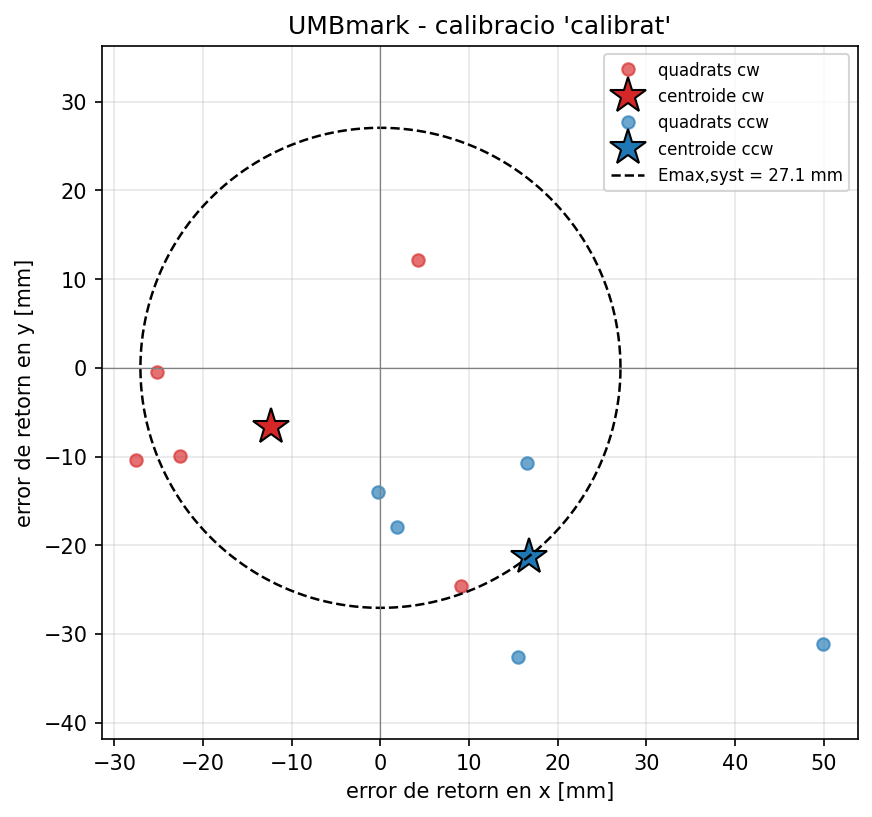 UMBmark - calibracio 'calibrat'
quadrats cw
centroide cw
quadrats ccw
centroide ccw
Emax,syst = 27.1 mm
error de retorn en y [mm]
30
20
10
0
−10
−20
−30
−40
−30
−20
−10
0
10
20
30
40
50
error de retorn en x [mm]